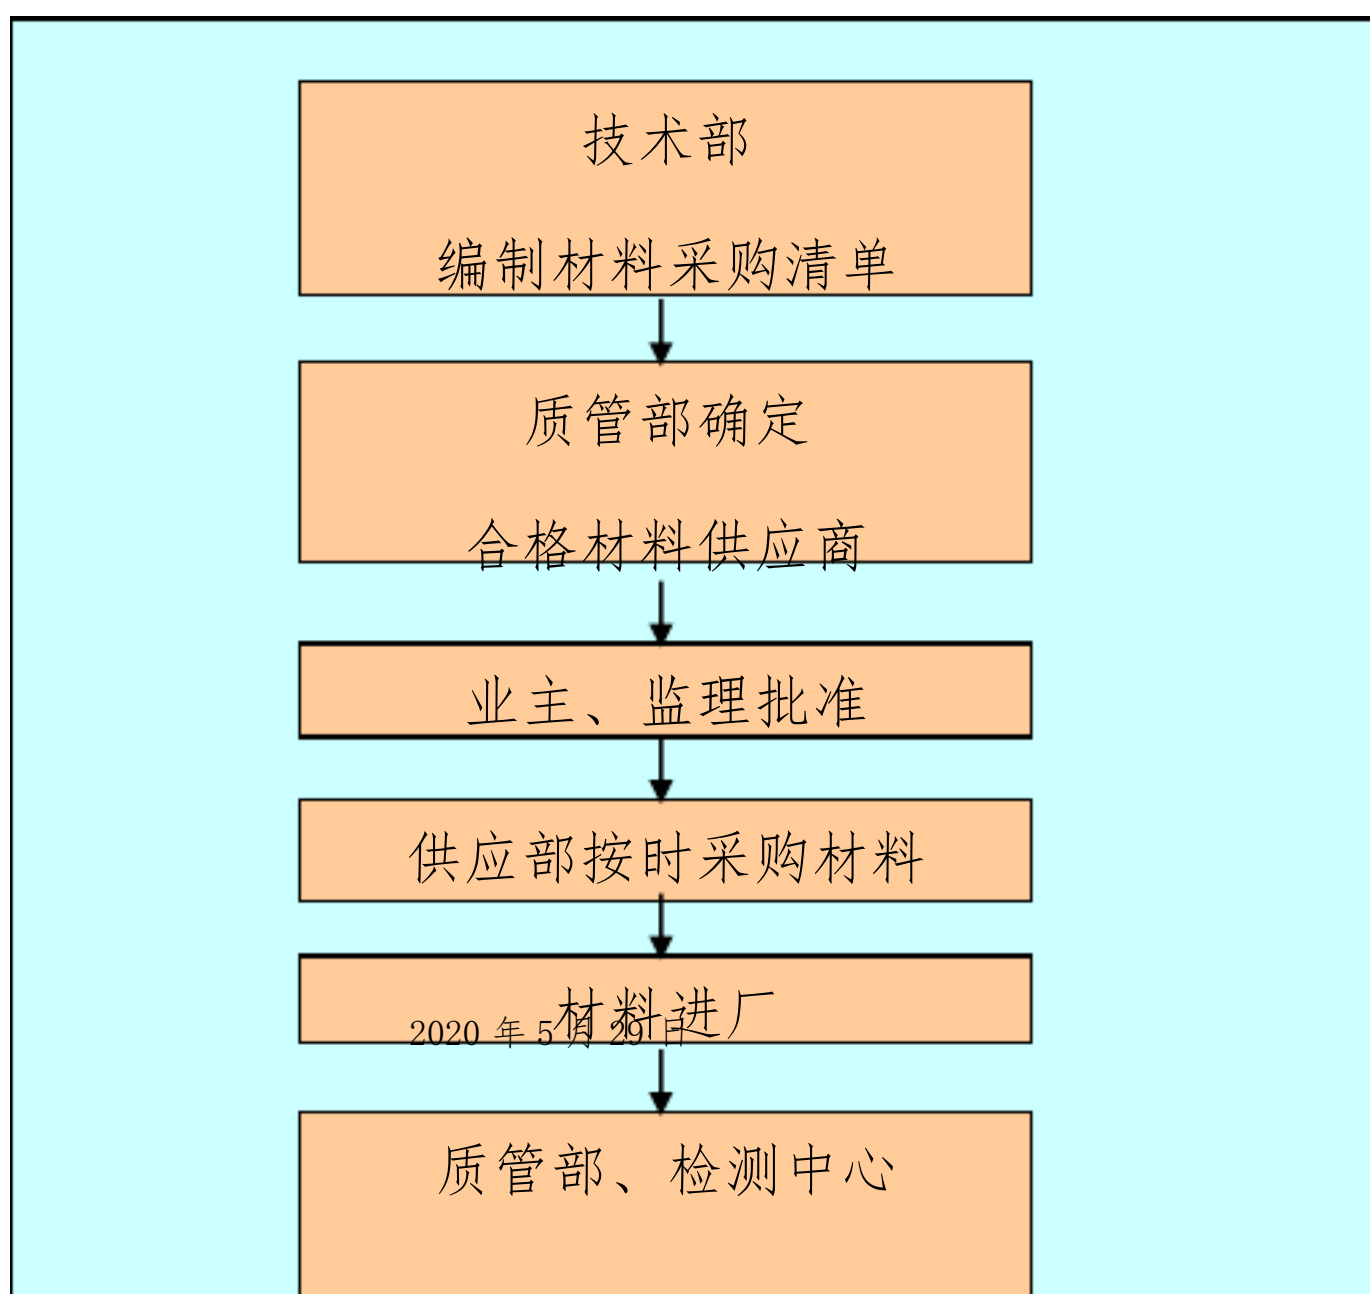 技术部
编制材料采购清单
质管部确定
合格材料供应商
业主、监理批准
供应部按时采购材料
材料进厂
2020 年 5 月 29 日
质管部、检测中心